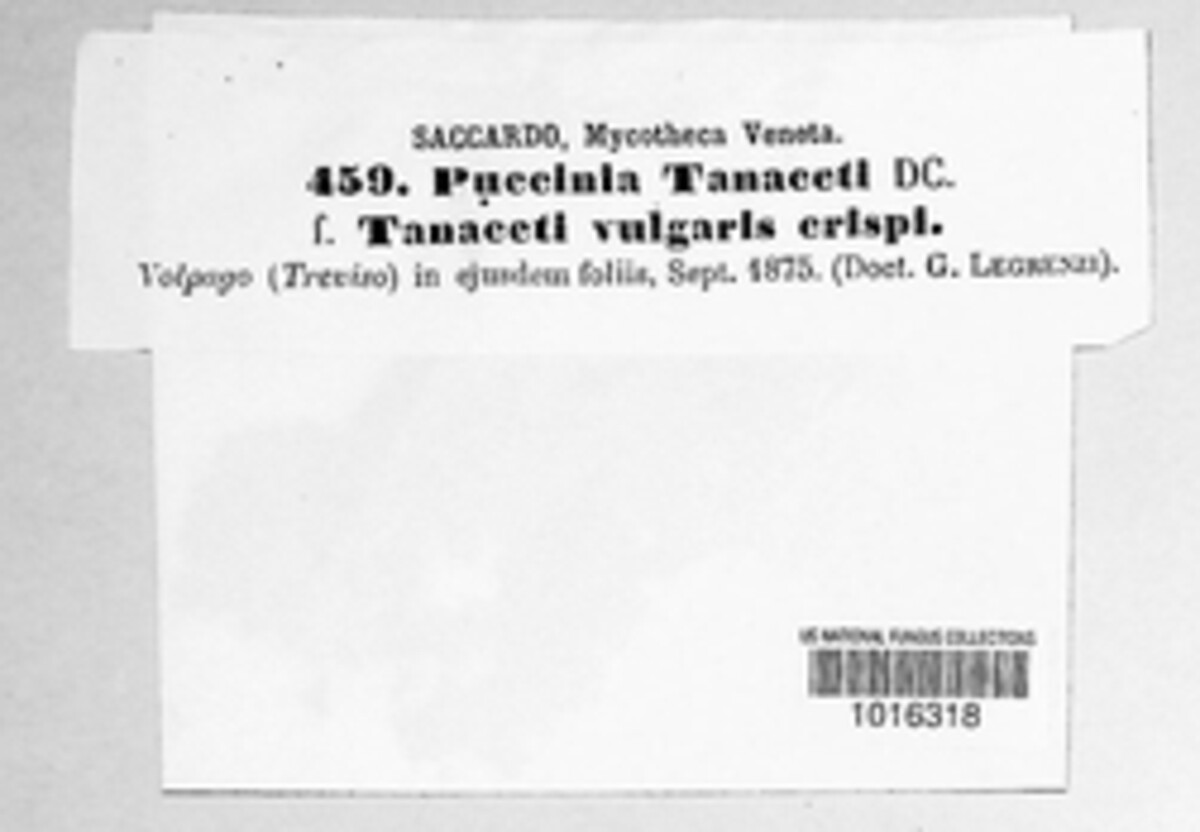 SACCARDO, Mycotheca Veneta.
459. Puccinia Tanaceti DC.
f. Tanaceti vulgaris crispi.
Volpago (Treviso) in ejusdem foliis, Sept. 1875. (Doct. G. LEGRENZI).
US NATIONAL FUNGUS COLLECTIONS
1016318